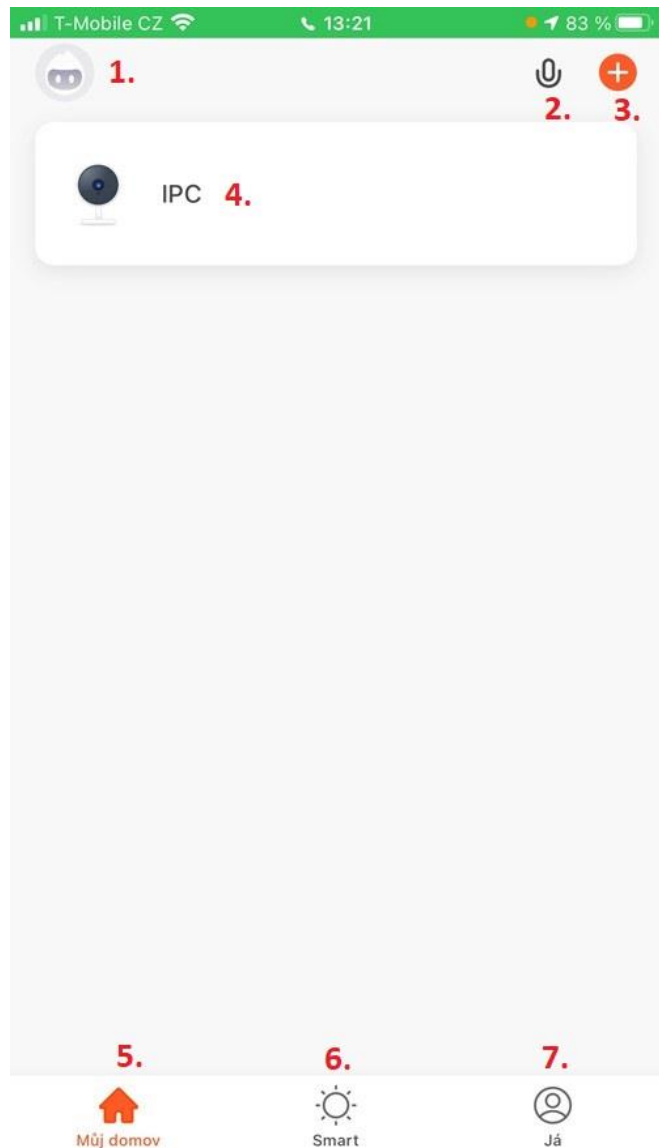 T-Mobile CZ 13:21 83 %
1.
2. 3.
IPC 4.
5. 6. 7.
Můj domov Smart Já